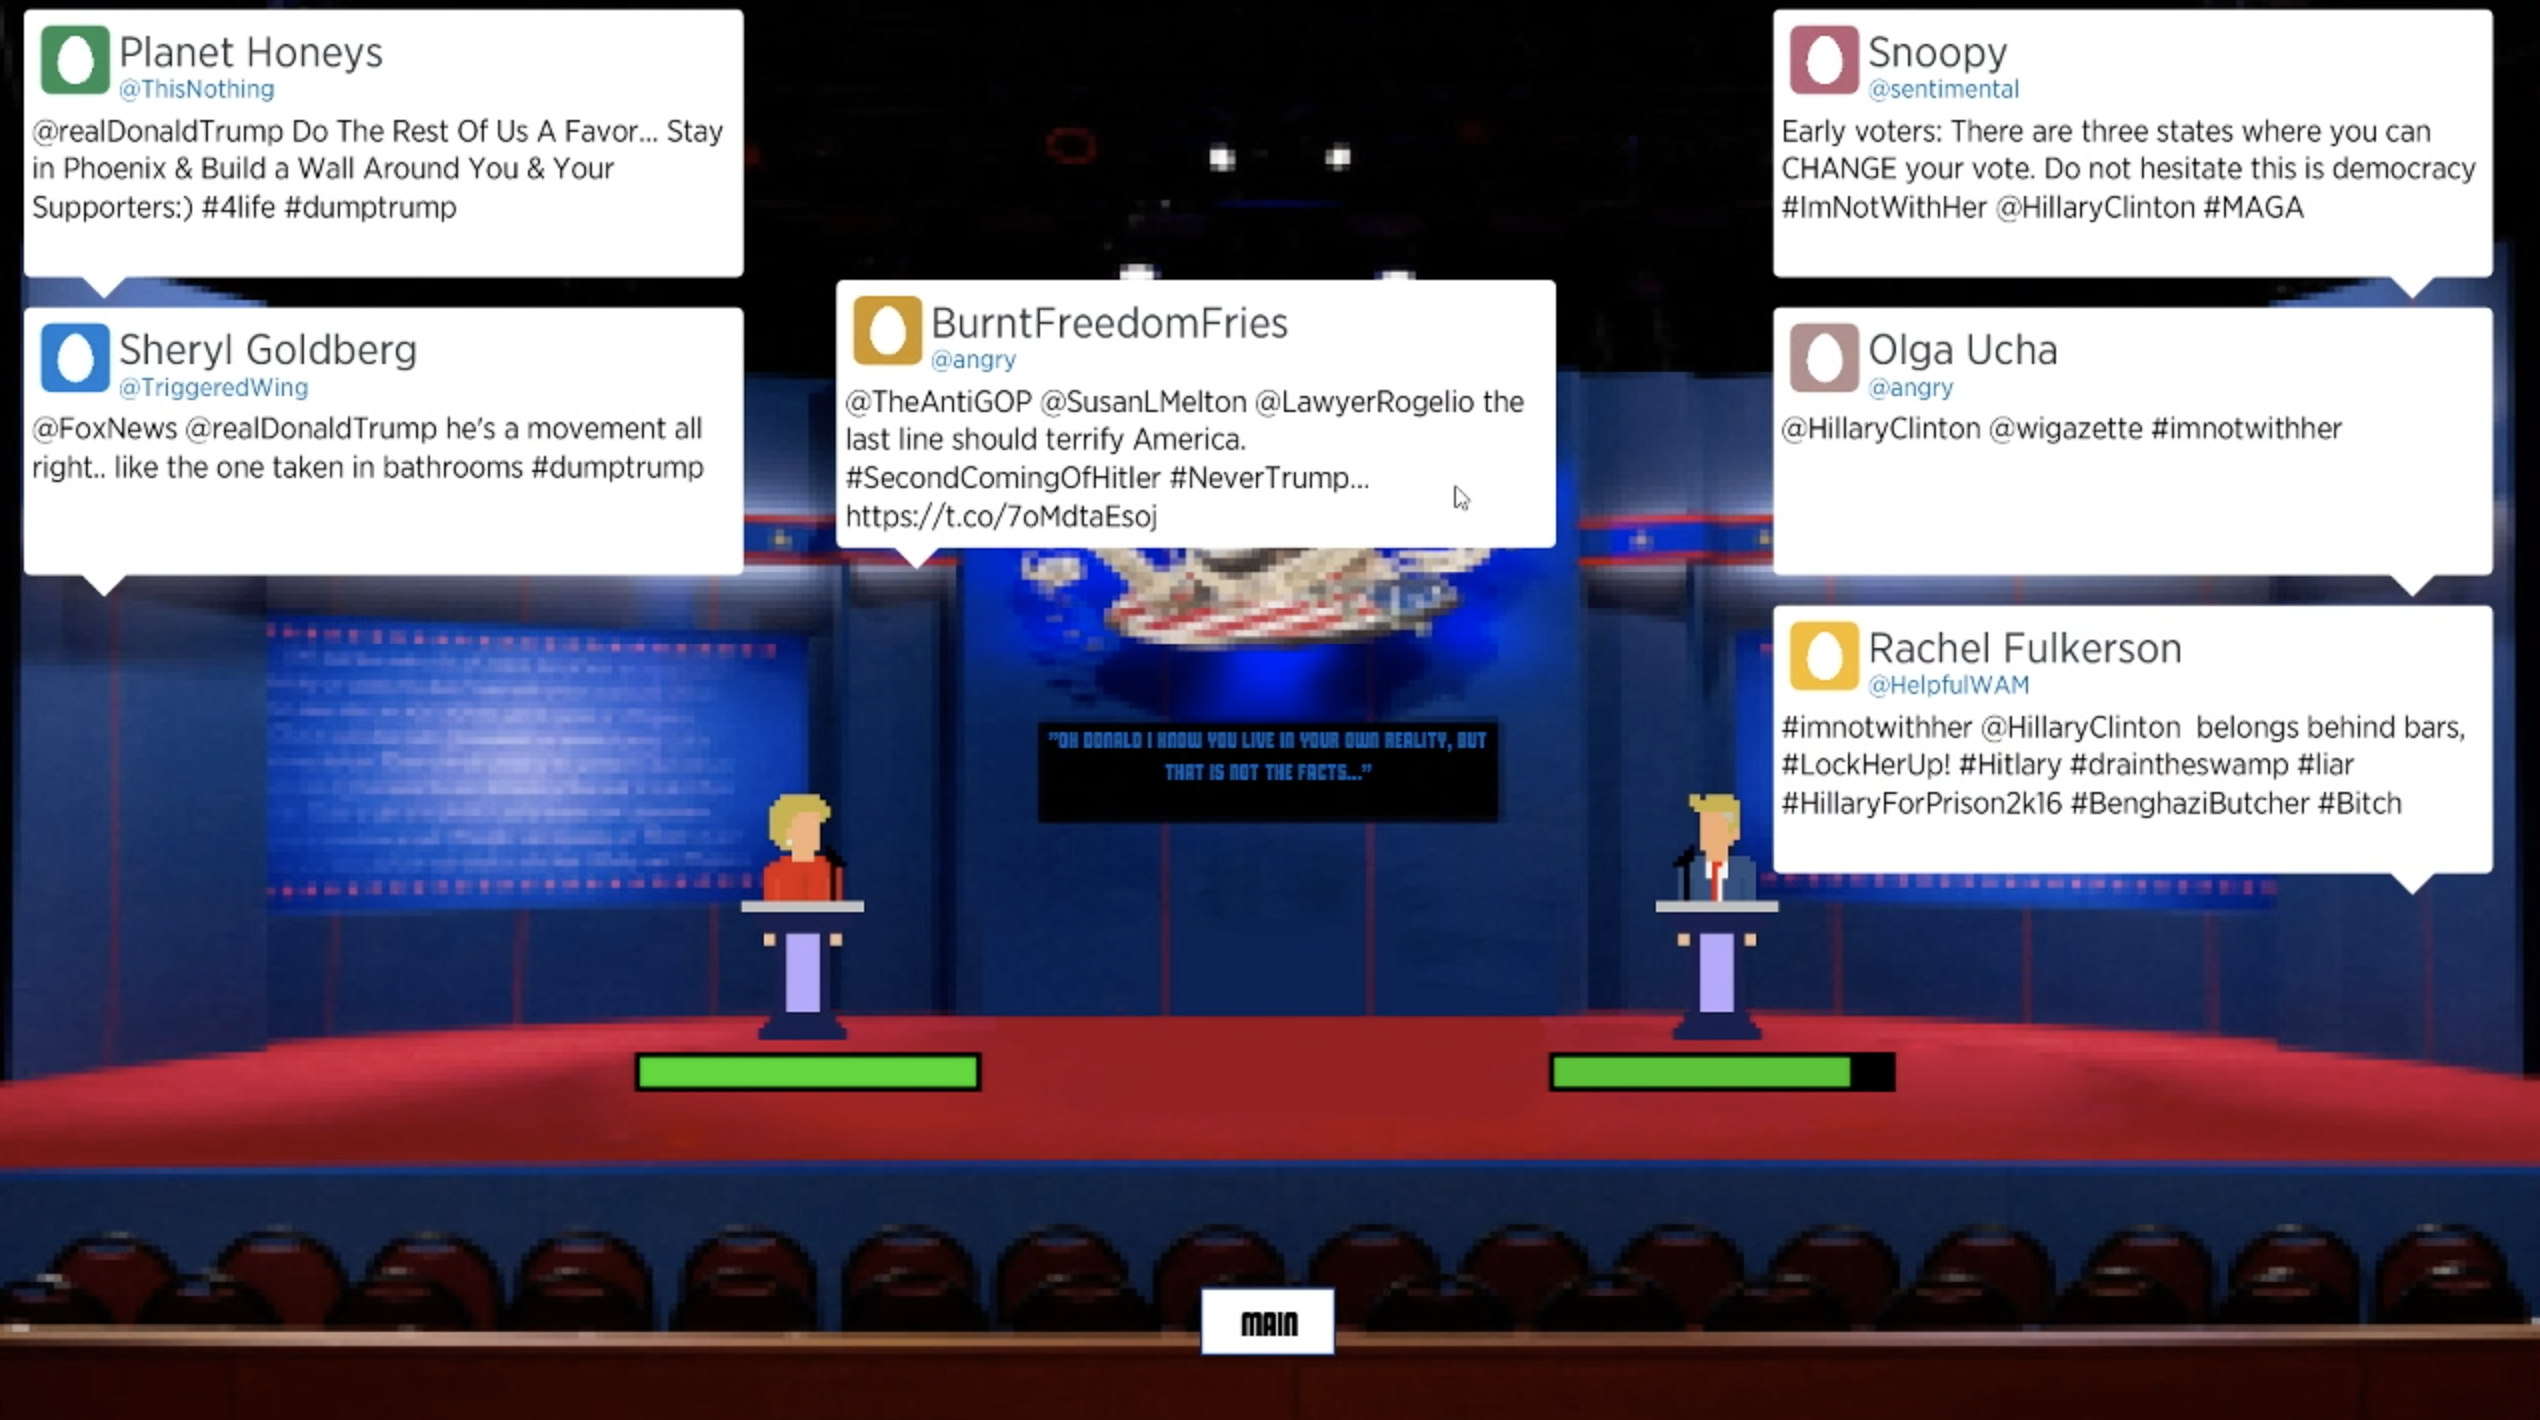 Planet Honeys
@ThisNothing
@realDonaldTrump Do The Rest Of Us A Favor... Stay
in Phoenix & Build a Wall Around You & Your
Supporters:) #4life #dumptrump
Sheryl Goldberg
@TriggeredWing
@FoxNews @realDonaldTrump he's a movement all
right.. like the one taken in bathrooms #dumptrump
BurntFreedomFries
@angry
@TheAntiGOP @SusanLMelton @LawyerRogelio the
last line should terrify America.
#SecondComingOfHitler #NeverTrump...
https://t.co/7oMdtaEsoj
Snoopy
@sentimental
Early voters: There are three states where you can
CHANGE your vote. Do not hesitate this is democracy
#ImNotWithHer @HillaryClinton #MAGA
Olga Ucha
@angry
@HillaryClinton @wigazette #imnotwithher
Rachel Fulkerson
@HelpfulWAM
#imnotwithher @HillaryClinton  belongs behind bars,
#LockHerUp! #Hitlary #draintheswamp #liar
#HillaryForPrison2k16 #BenghaziButcher #Bitch
"OH DONALD I KNOW YOU LIVE IN YOUR OWN REALITY, BUT
THAT IS NOT THE FACTS..."
MAIN